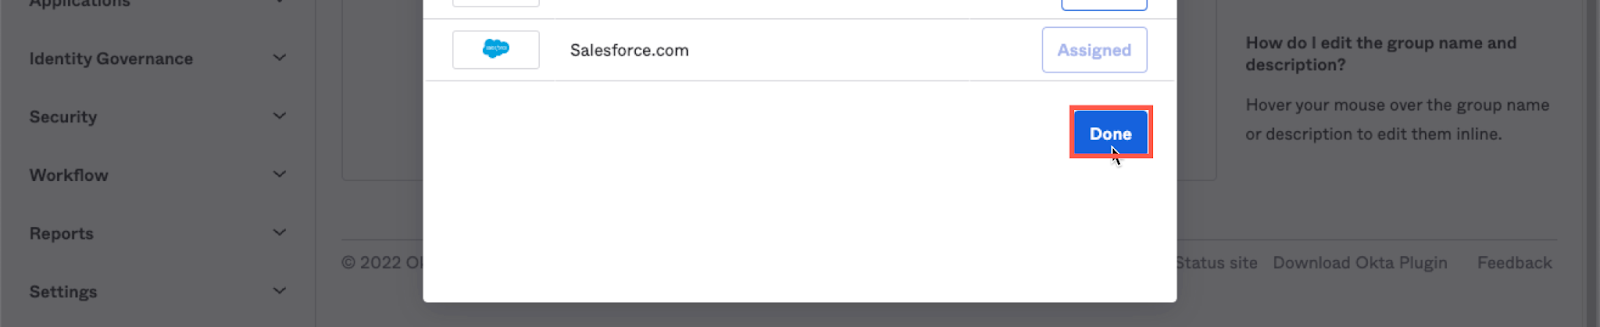 Applications
Identity Governance
Security
Workflow
Reports
Settings
Salesforce.com
Assigned
Done
How do I edit the group name and
description?
Hover your mouse over the group name
or description to edit them inline.
© 2022
Status site Download Okta Plugin Feedback